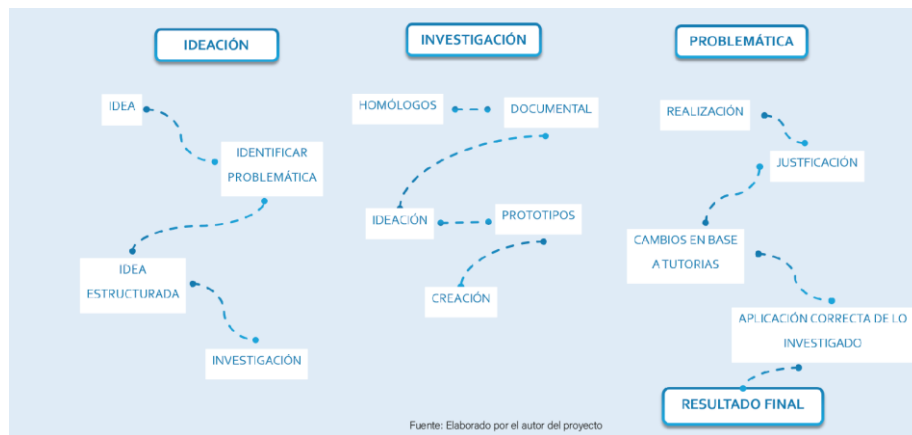 IDEACIÓN
IDEA
IDENTIFICAR
PROBLEMÁTICA
IDEA
ESTRUCTURADA
INVESTIGACIÓN
INVESTIGACIÓN
HOMÓLOGOS
DOCUMENTAL
IDEACIÓN
PROTOTIPOS
CREACIÓN
PROBLEMÁTICA
REALIZACIÓN
JUSTFICACIÓN
CAMBIOS EN BASE
A TUTORIAS
APLICACIÓN CORRECTA DE LO
INVESTIGADO
RESULTADO FINAL
Fuente: Elaborado por el autor del proyecto